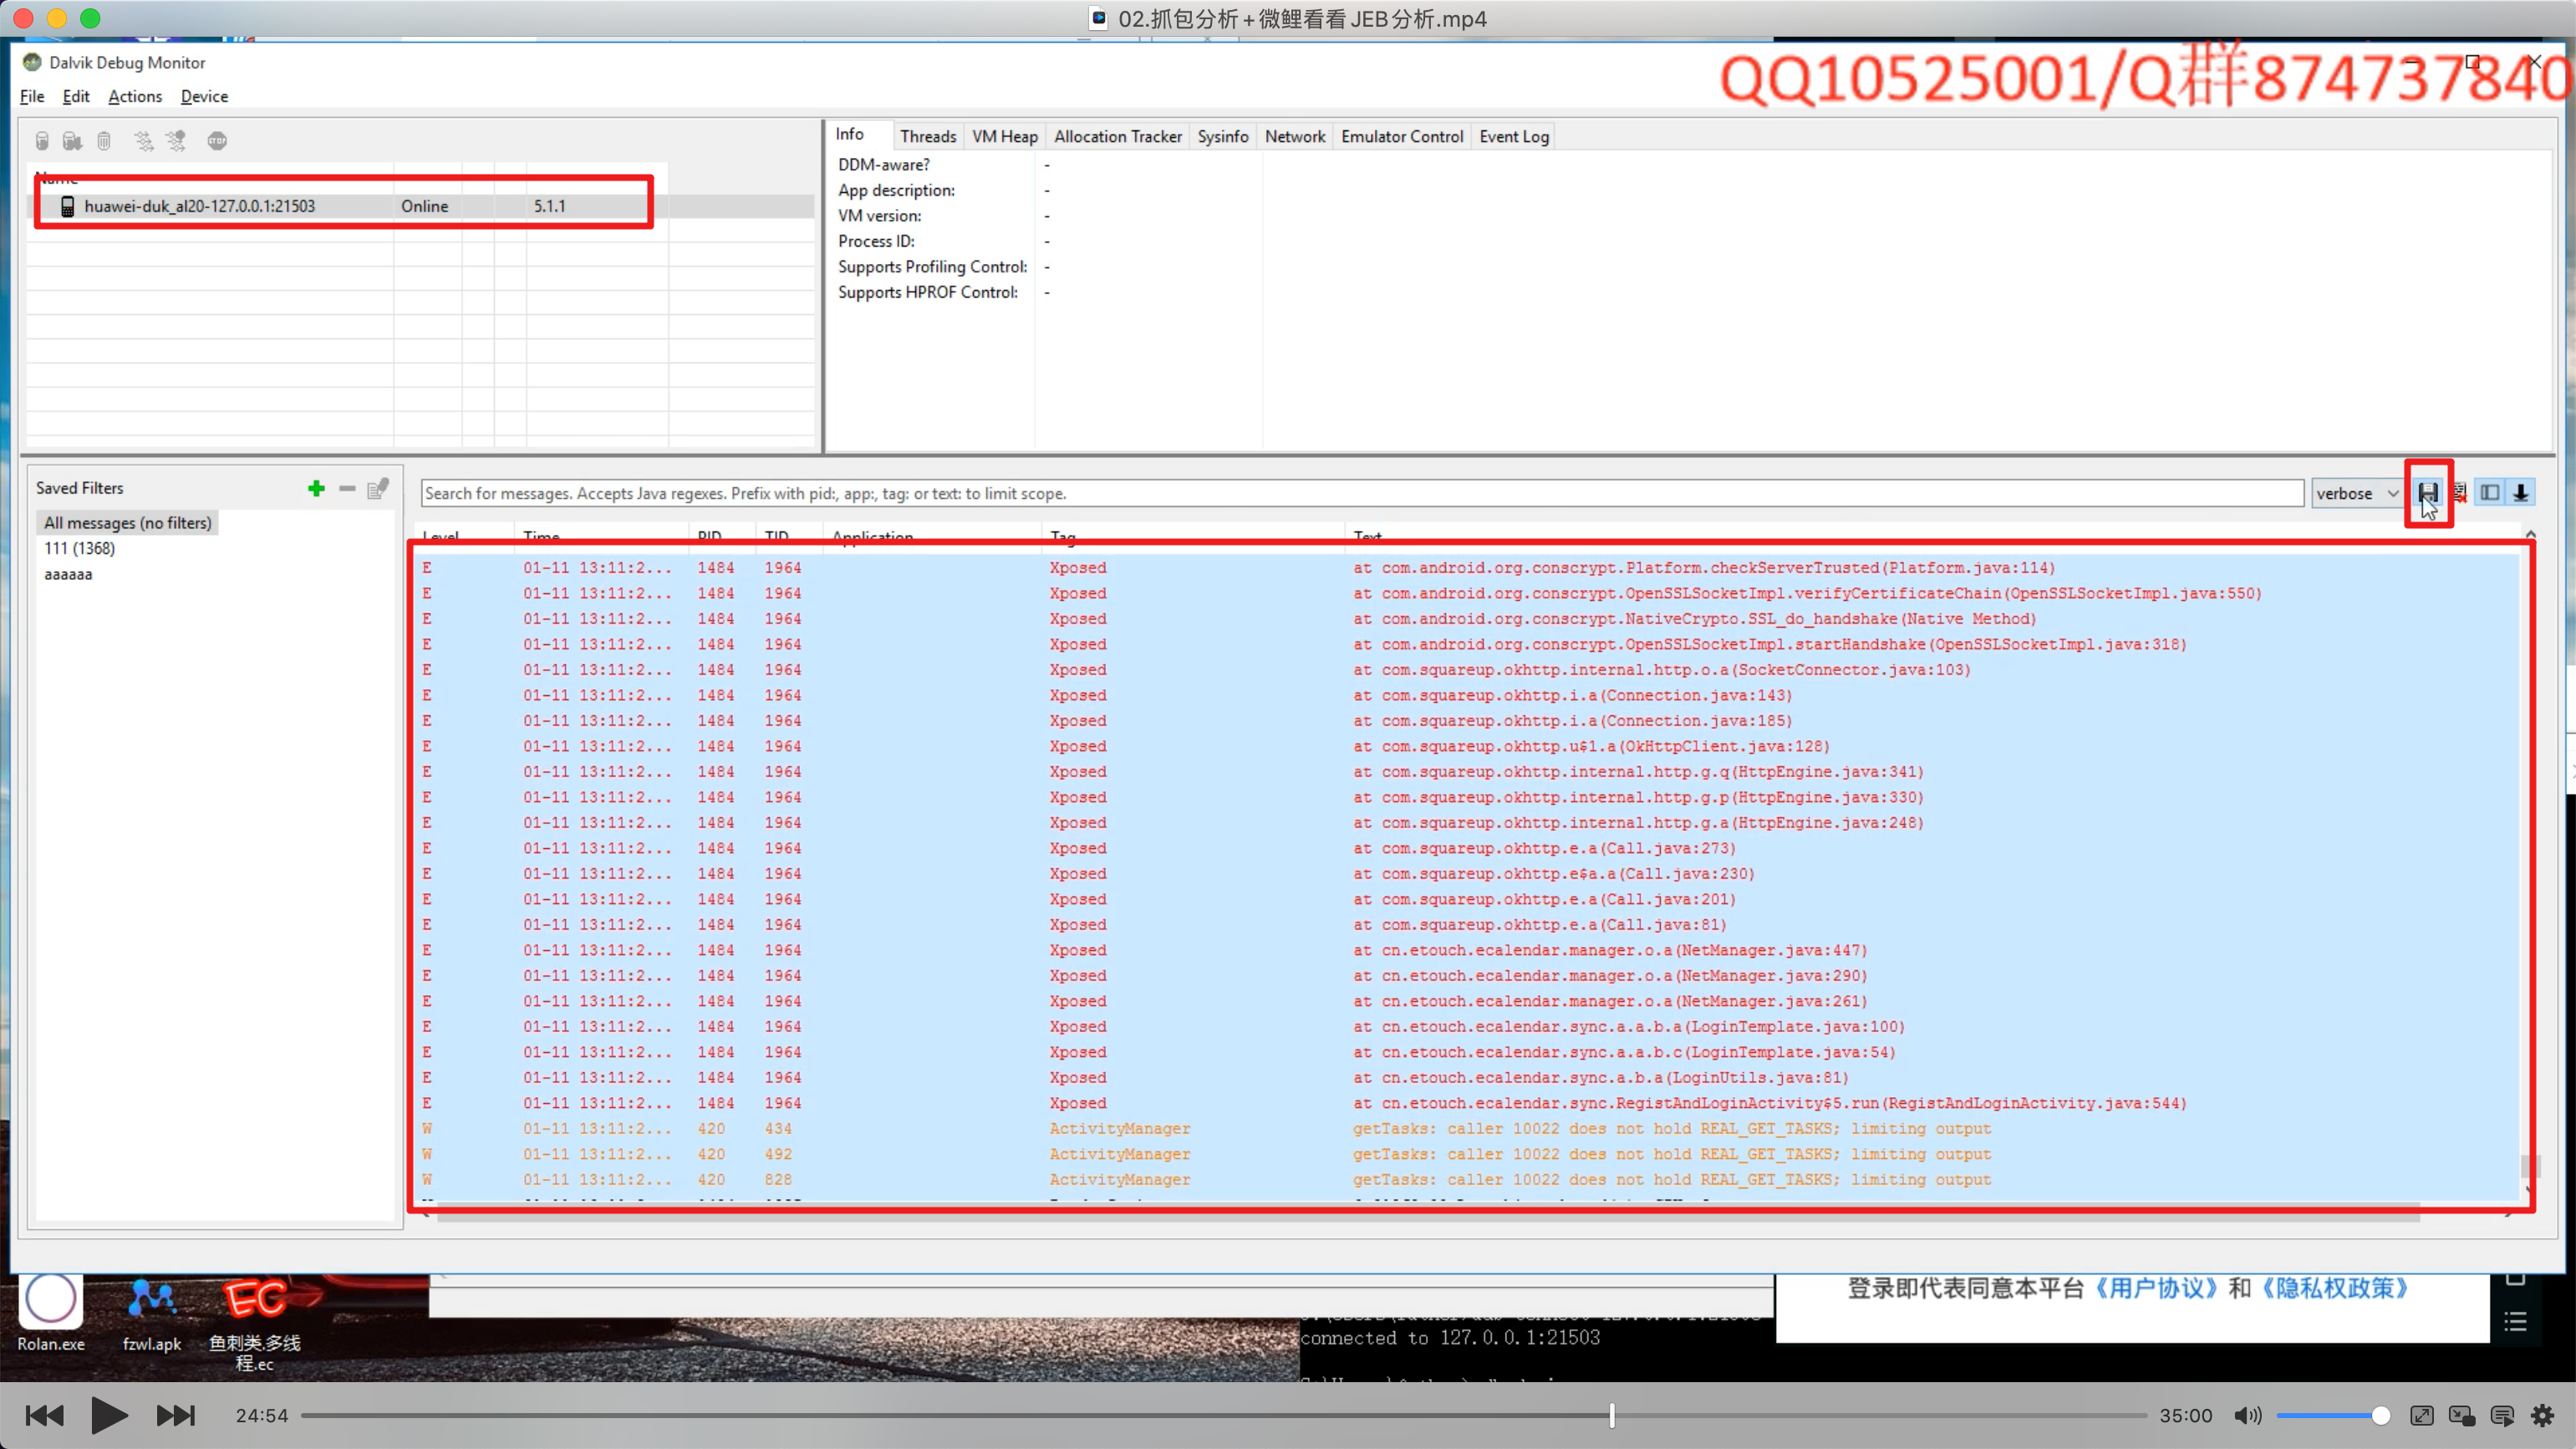 02.抓包分析+微鲤看看JEB分析.mp4
Dalvik Debug Monitor
QQ10525001/Q群874737840
File Edit Actions Device
Info Threads VM Heap Allocation Tracker Sysinfo Network Emulator Control Event Log
DDM-aware? -
App description: -
VM version: -
Process ID: -
Supports Profiling Control: -
Supports HPROF Control: -
Name
huawei-duk_al20-127.0.0.1:21503 Online 5.1.1
Saved Filters
All messages (no filters)
111 (1368)
aaaaaa
Search for messages. Accepts Java regexes. Prefix with pid:, app:, tag: or text: to limit scope.
verbose
Level Time PID TID Application Tag Text
E 01-11 13:11:2... 1484 1964 Xposed at com.android.org.conscrypt.Platform.checkServerTrusted(Platform.java:114)
E 01-11 13:11:2... 1484 1964 Xposed at com.android.org.conscrypt.OpenSSLSocketImpl.verifyCertificateChain(OpenSSLSocketImpl.java:550)
E 01-11 13:11:2... 1484 1964 Xposed at com.android.org.conscrypt.NativeCrypto.SSL_do_handshake(Native Method)
E 01-11 13:11:2... 1484 1964 Xposed at com.android.org.conscrypt.OpenSSLSocketImpl.startHandshake(OpenSSLSocketImpl.java:318)
E 01-11 13:11:2... 1484 1964 Xposed at com.squareup.okhttp.internal.http.o.a(SocketConnector.java:103)
E 01-11 13:11:2... 1484 1964 Xposed at com.squareup.okhttp.i.a(Connection.java:143)
E 01-11 13:11:2... 1484 1964 Xposed at com.squareup.okhttp.i.a(Connection.java:185)
E 01-11 13:11:2... 1484 1964 Xposed at com.squareup.okhttp.u$1.a(OkHttpClient.java:128)
E 01-11 13:11:2... 1484 1964 Xposed at com.squareup.okhttp.internal.http.g.q(HttpEngine.java:341)
E 01-11 13:11:2... 1484 1964 Xposed at com.squareup.okhttp.internal.http.g.p(HttpEngine.java:330)
E 01-11 13:11:2... 1484 1964 Xposed at com.squareup.okhttp.internal.http.g.a(HttpEngine.java:248)
E 01-11 13:11:2... 1484 1964 Xposed at com.squareup.okhttp.e.a(Call.java:273)
E 01-11 13:11:2... 1484 1964 Xposed at com.squareup.okhttp.e$a.a(Call.java:230)
E 01-11 13:11:2... 1484 1964 Xposed at com.squareup.okhttp.e.a(Call.java:201)
E 01-11 13:11:2... 1484 1964 Xposed at com.squareup.okhttp.e.a(Call.java:81)
E 01-11 13:11:2... 1484 1964 Xposed at cn.etouch.ecalendar.manager.o.a(NetManager.java:447)
E 01-11 13:11:2... 1484 1964 Xposed at cn.etouch.ecalendar.manager.o.a(NetManager.java:290)
E 01-11 13:11:2... 1484 1964 Xposed at cn.etouch.ecalendar.manager.o.a(NetManager.java:261)
E 01-11 13:11:2... 1484 1964 Xposed at cn.etouch.ecalendar.sync.a.a.b.a(LoginTemplate.java:100)
E 01-11 13:11:2... 1484 1964 Xposed at cn.etouch.ecalendar.sync.a.a.b.c(LoginTemplate.java:54)
E 01-11 13:11:2... 1484 1964 Xposed at cn.etouch.ecalendar.sync.a.b.a(LoginUtils.java:81)
E 01-11 13:11:2... 1484 1964 Xposed at cn.etouch.ecalendar.sync.RegistAndLoginActivity$5.run(RegistAndLoginActivity.java:544)
W 01-11 13:11:2... 420 434 ActivityManager getTasks: caller 10022 does not hold REAL_GET_TASKS; limiting output
W 01-11 13:11:2... 420 492 ActivityManager getTasks: caller 10022 does not hold REAL_GET_TASKS; limiting output
W 01-11 13:11:2... 420 828 ActivityManager getTasks: caller 10022 does not hold REAL_GET_TASKS; limiting output
EC
Rolan.exe fzwl.apk 鱼刺类.多线
程.ec
登录即代表同意本平台《用户协议》和《隐私权政策》
connected to 127.0.0.1:21503
24:54 35:00